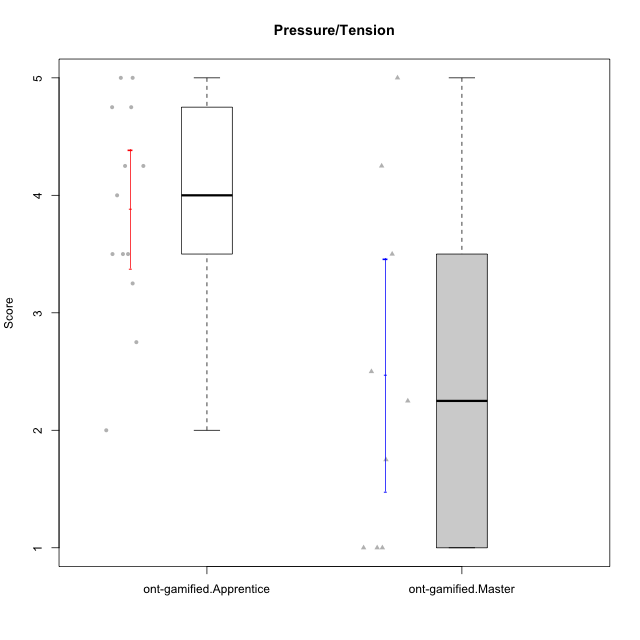 Pressure/Tension
Score
5
4
3
2
1
ont-gamified.Apprentice
ont-gamified.Master